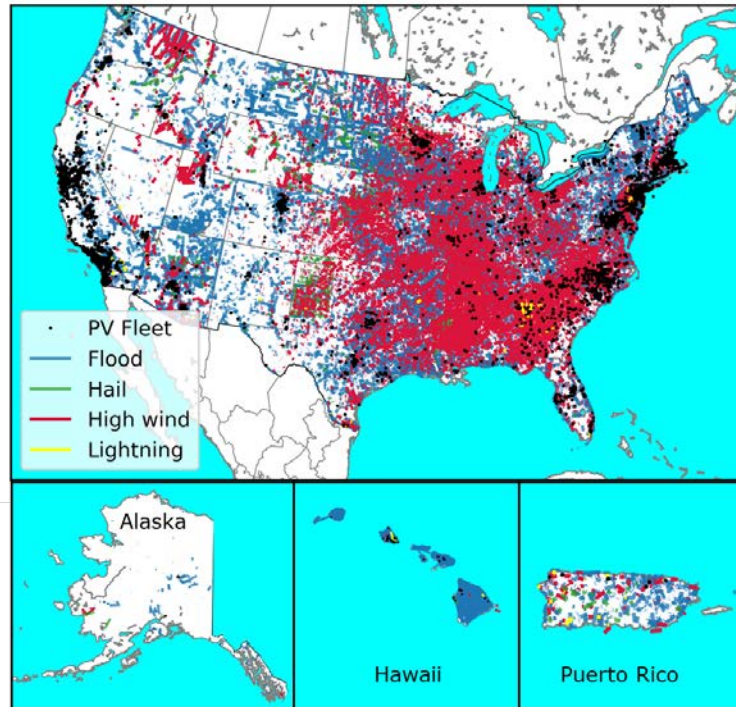 PV Fleet
Flood
Hail
High wind
Lightning
Alaska
Hawaii
Puerto Rico